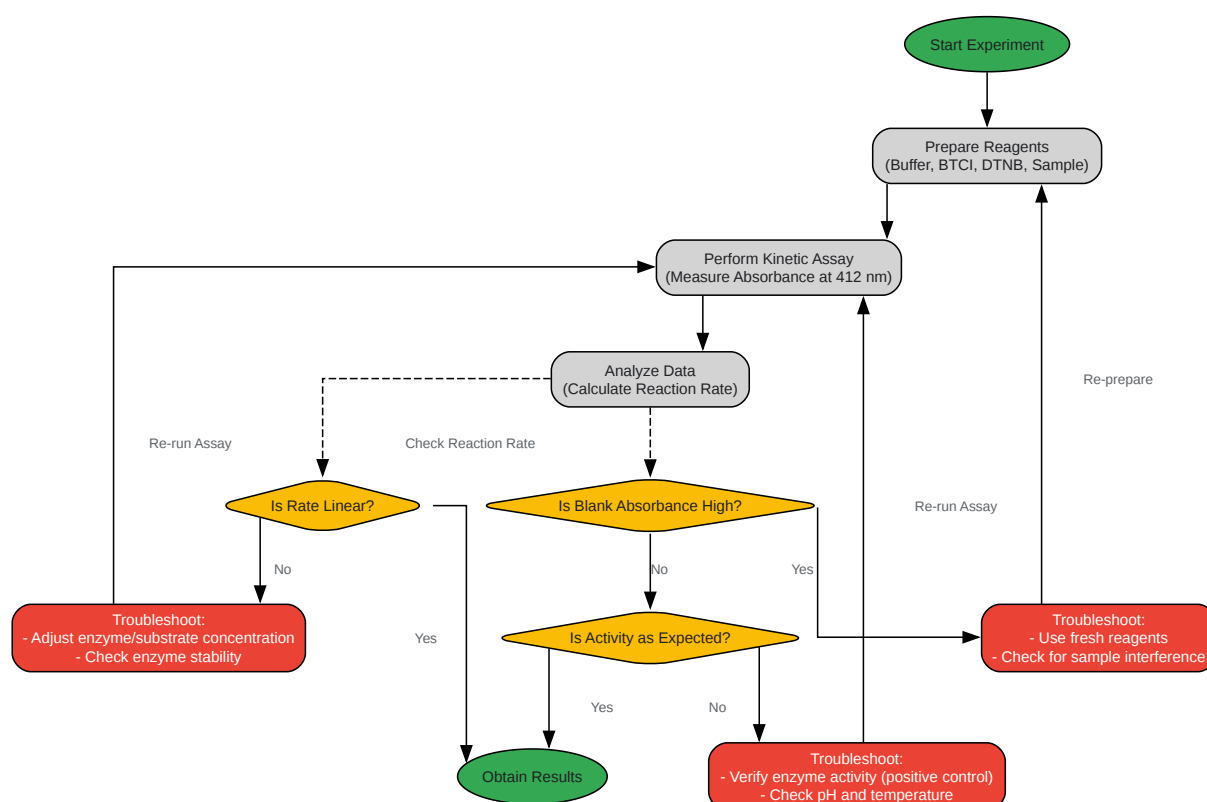 Start Experiment
Prepare Reagents
(Buffer, BTCI, DTNB, Sample)
Perform Kinetic Assay
(Measure Absorbance at 412 nm)
Analyze Data
(Calculate Reaction Rate)
Re-prepare
Re-run Assay
Check Reaction Rate
Is Rate Linear?
Is Blank Absorbance High?
Re-run Assay
No
No
Yes
Troubleshoot:
- Adjust enzyme/substrate concentration
- Check enzyme stability
Yes
Is Activity as Expected?
Troubleshoot:
- Use fresh reagents
- Check for sample interference
Yes
No
Obtain Results
Troubleshoot:
- Verify enzyme activity (positive control)
- Check pH and temperature